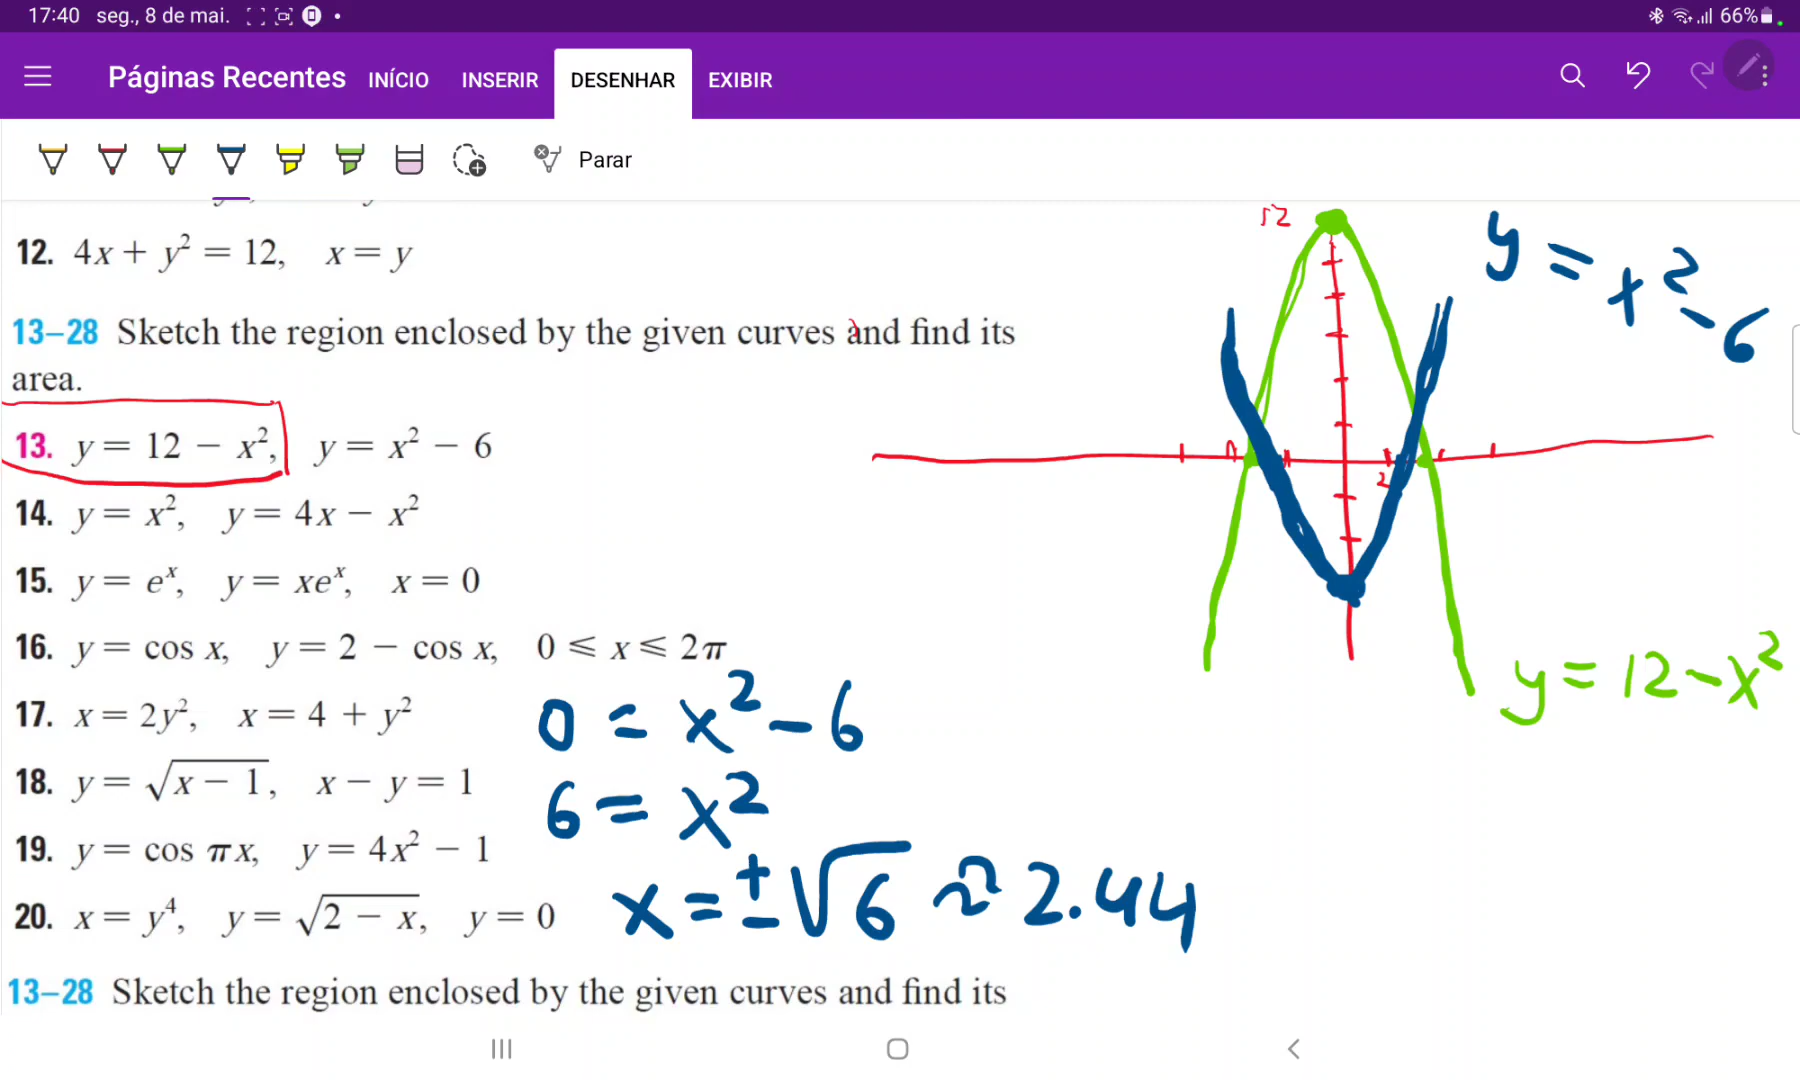 17:40 seg., 8 de mai.
66%
Páginas Recentes INÍCIO INSERIR DESENHAR EXIBIR
Parar
12. 4x + y² = 12, x = y
13–28 Sketch the region enclosed by the given curves and find its
area.
13. y = 12 − x², y = x² − 6
14. y = x², y = 4x − x²
15. y = eˣ, y = xeˣ, x = 0
16. y = cos x, y = 2 − cos x, 0 ⩽ x ⩽ 2π
17. x = 2y², x = 4 + y²
18. y = √(x − 1), x − y = 1
19. y = cos πx, y = 4x² − 1
20. x = y⁴, y = √(2 − x), y = 0
13–28 Sketch the region enclosed by the given curves and find its
0 = x² − 6
6 = x²
x = ± √6 ≈ 2.44
12
y = x² − 6
2
y = 12 − x²